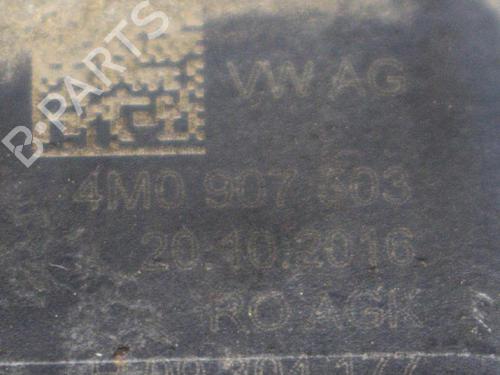 B-PARTS
VW AG
4M0 907 503
20.10.2016
RO AGK